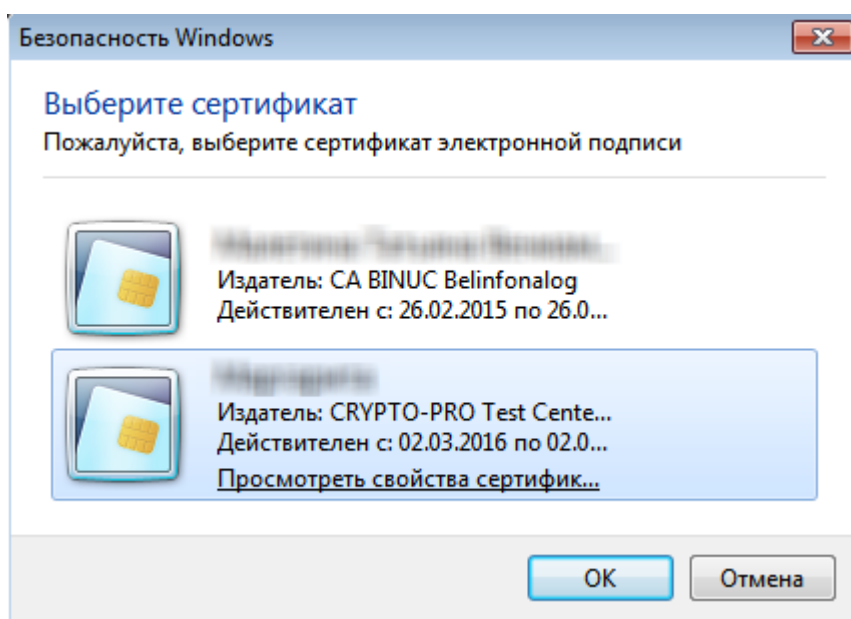 Безопасность Windows
Выберите сертификат
Пожалуйста, выберите сертификат электронной подписи
Издатель: CA BINUC Belinfonalog
Действителен с: 26.02.2015 по 26.0...
Издатель: CRYPTO-PRO Test Cente...
Действителен с: 02.03.2016 по 02.0...
Просмотреть свойства сертифик...
OK
Отмена